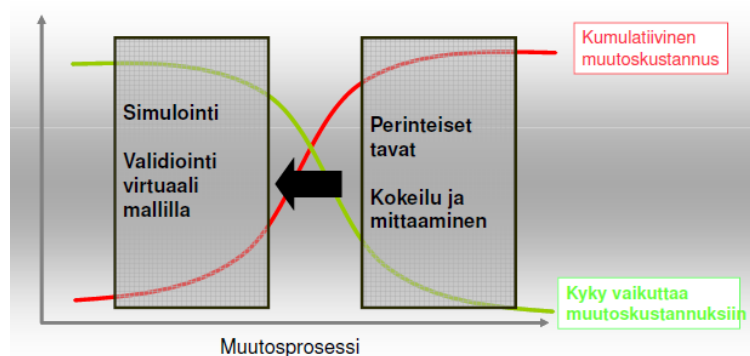 Kumulatiivinen
muutoskustannus
Simulointi
Validiointi
virtuaali
mallilla
Perinteiset
tavat
Kokeilu ja
mittaaminen
Kyky vaikuttaa
muutoskustannuksiin
Muutosprosessi